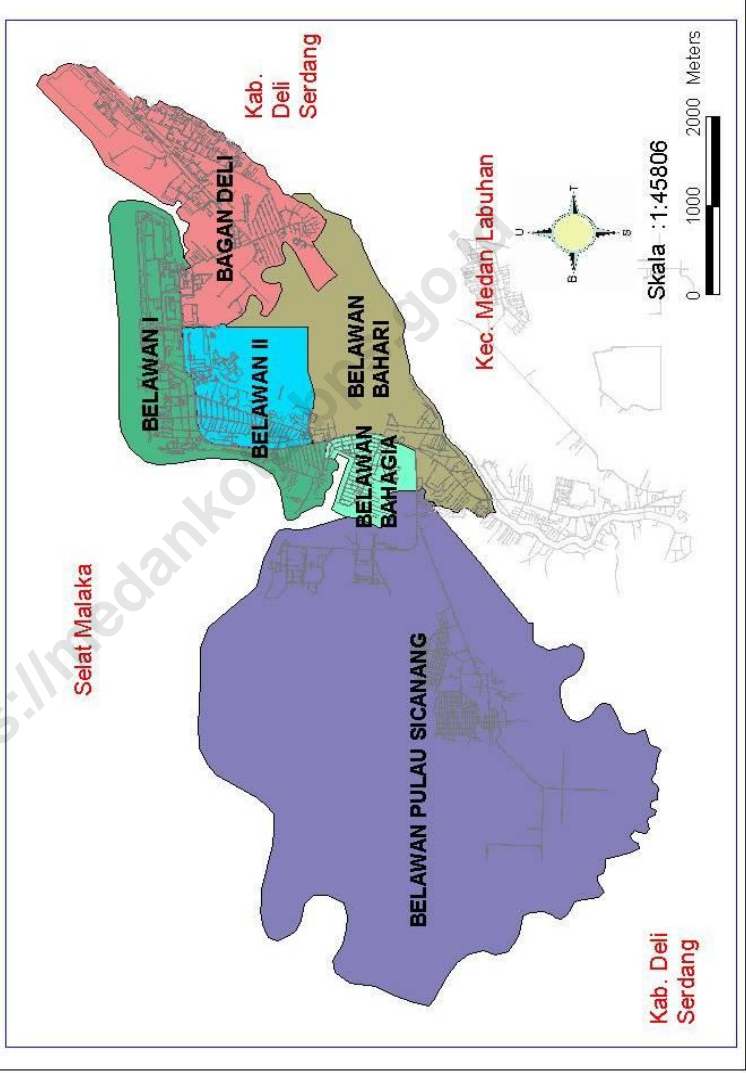 Selat Malaka
BELAWAN I
BAGAN DELI
Kab.
Deli
Serdang
BELAWAN II
BELAWAN
BAHARI
BELAWAN
BAHAGIA
BELAWAN PULAU SICANANG
Kec. Medan Labuhan
U
B
T
S
Skala :1:45806
0 1000 2000 Meters
Kab. Deli
Serdang